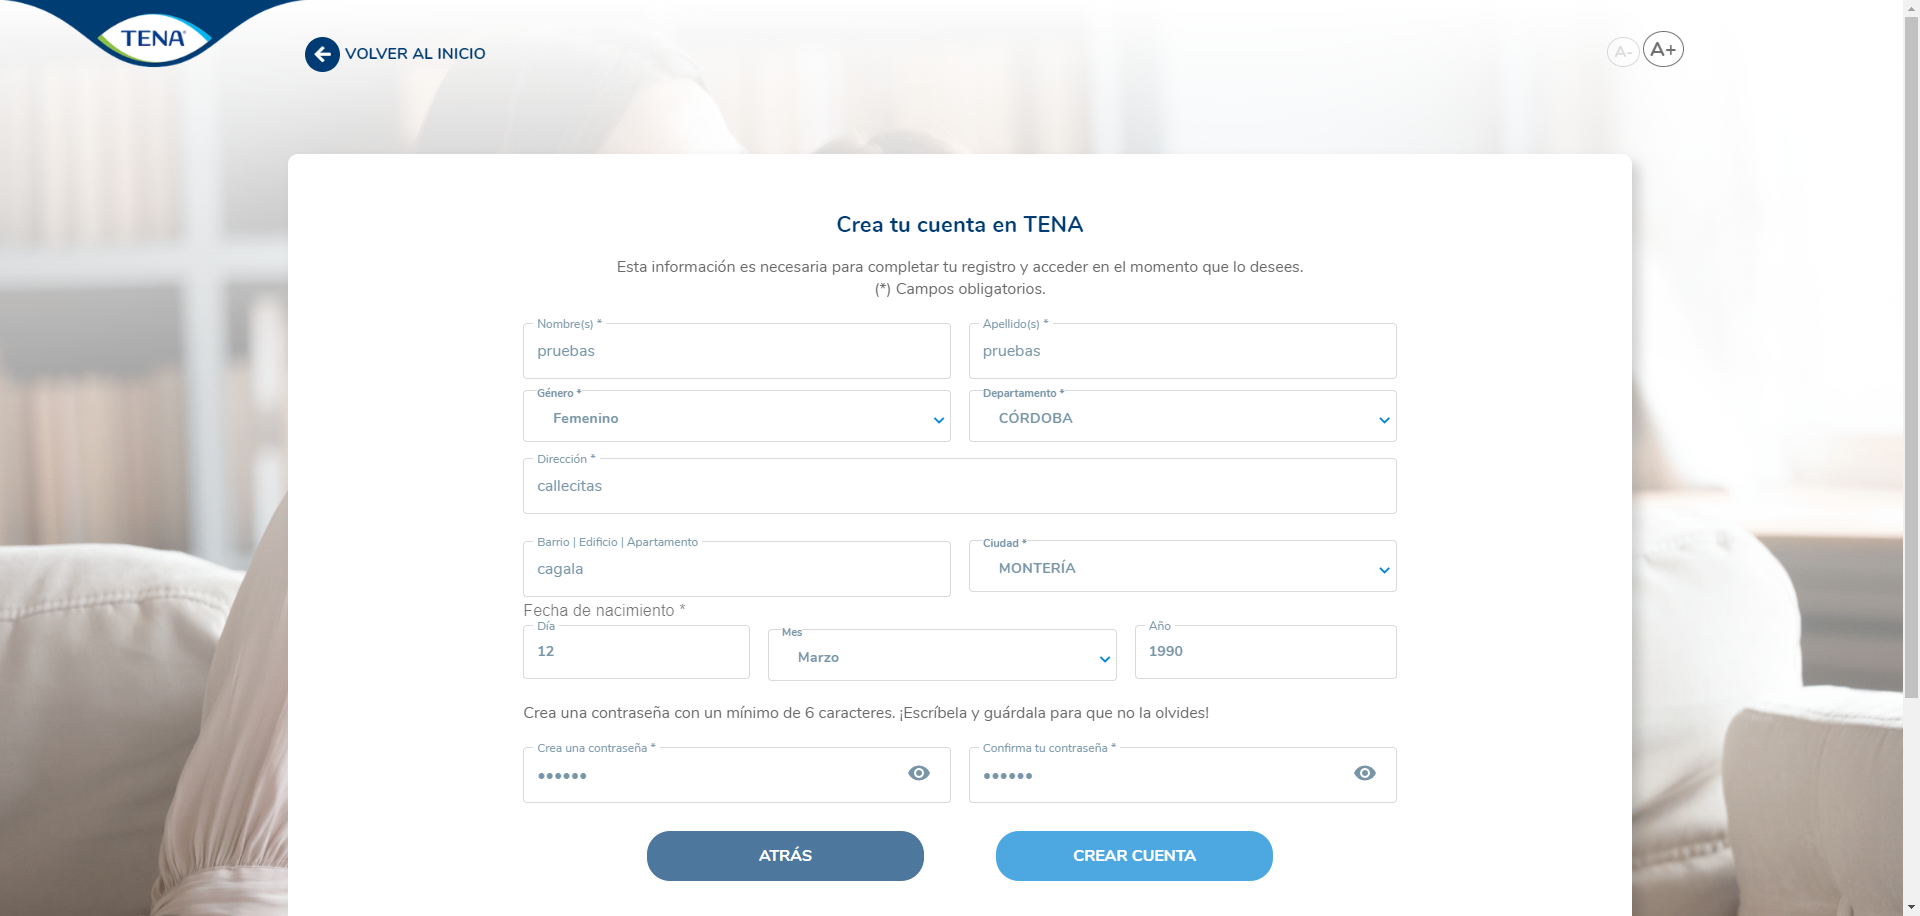 TENA
VOLVER AL INICIO
A- A+
Crea tu cuenta en TENA
Esta información es necesaria para completar tu registro y acceder en el momento que lo desees.
(*) Campos obligatorios.
Nombre(s) *
pruebas
Apellido(s) *
pruebas
Género *
Femenino
Departamento *
CÓRDOBA
Dirección *
callecitas
Barrio | Edificio | Apartamento
cagala
Ciudad *
MONTERÍA
Fecha de nacimiento *
Día
12
Mes
Marzo
Año
1990
Crea una contraseña con un mínimo de 6 caracteres. ¡Escríbela y guárdala para que no la olvides!
Crea una contraseña *
••••••
Confirma tu contraseña *
••••••
ATRÁS
CREAR CUENTA